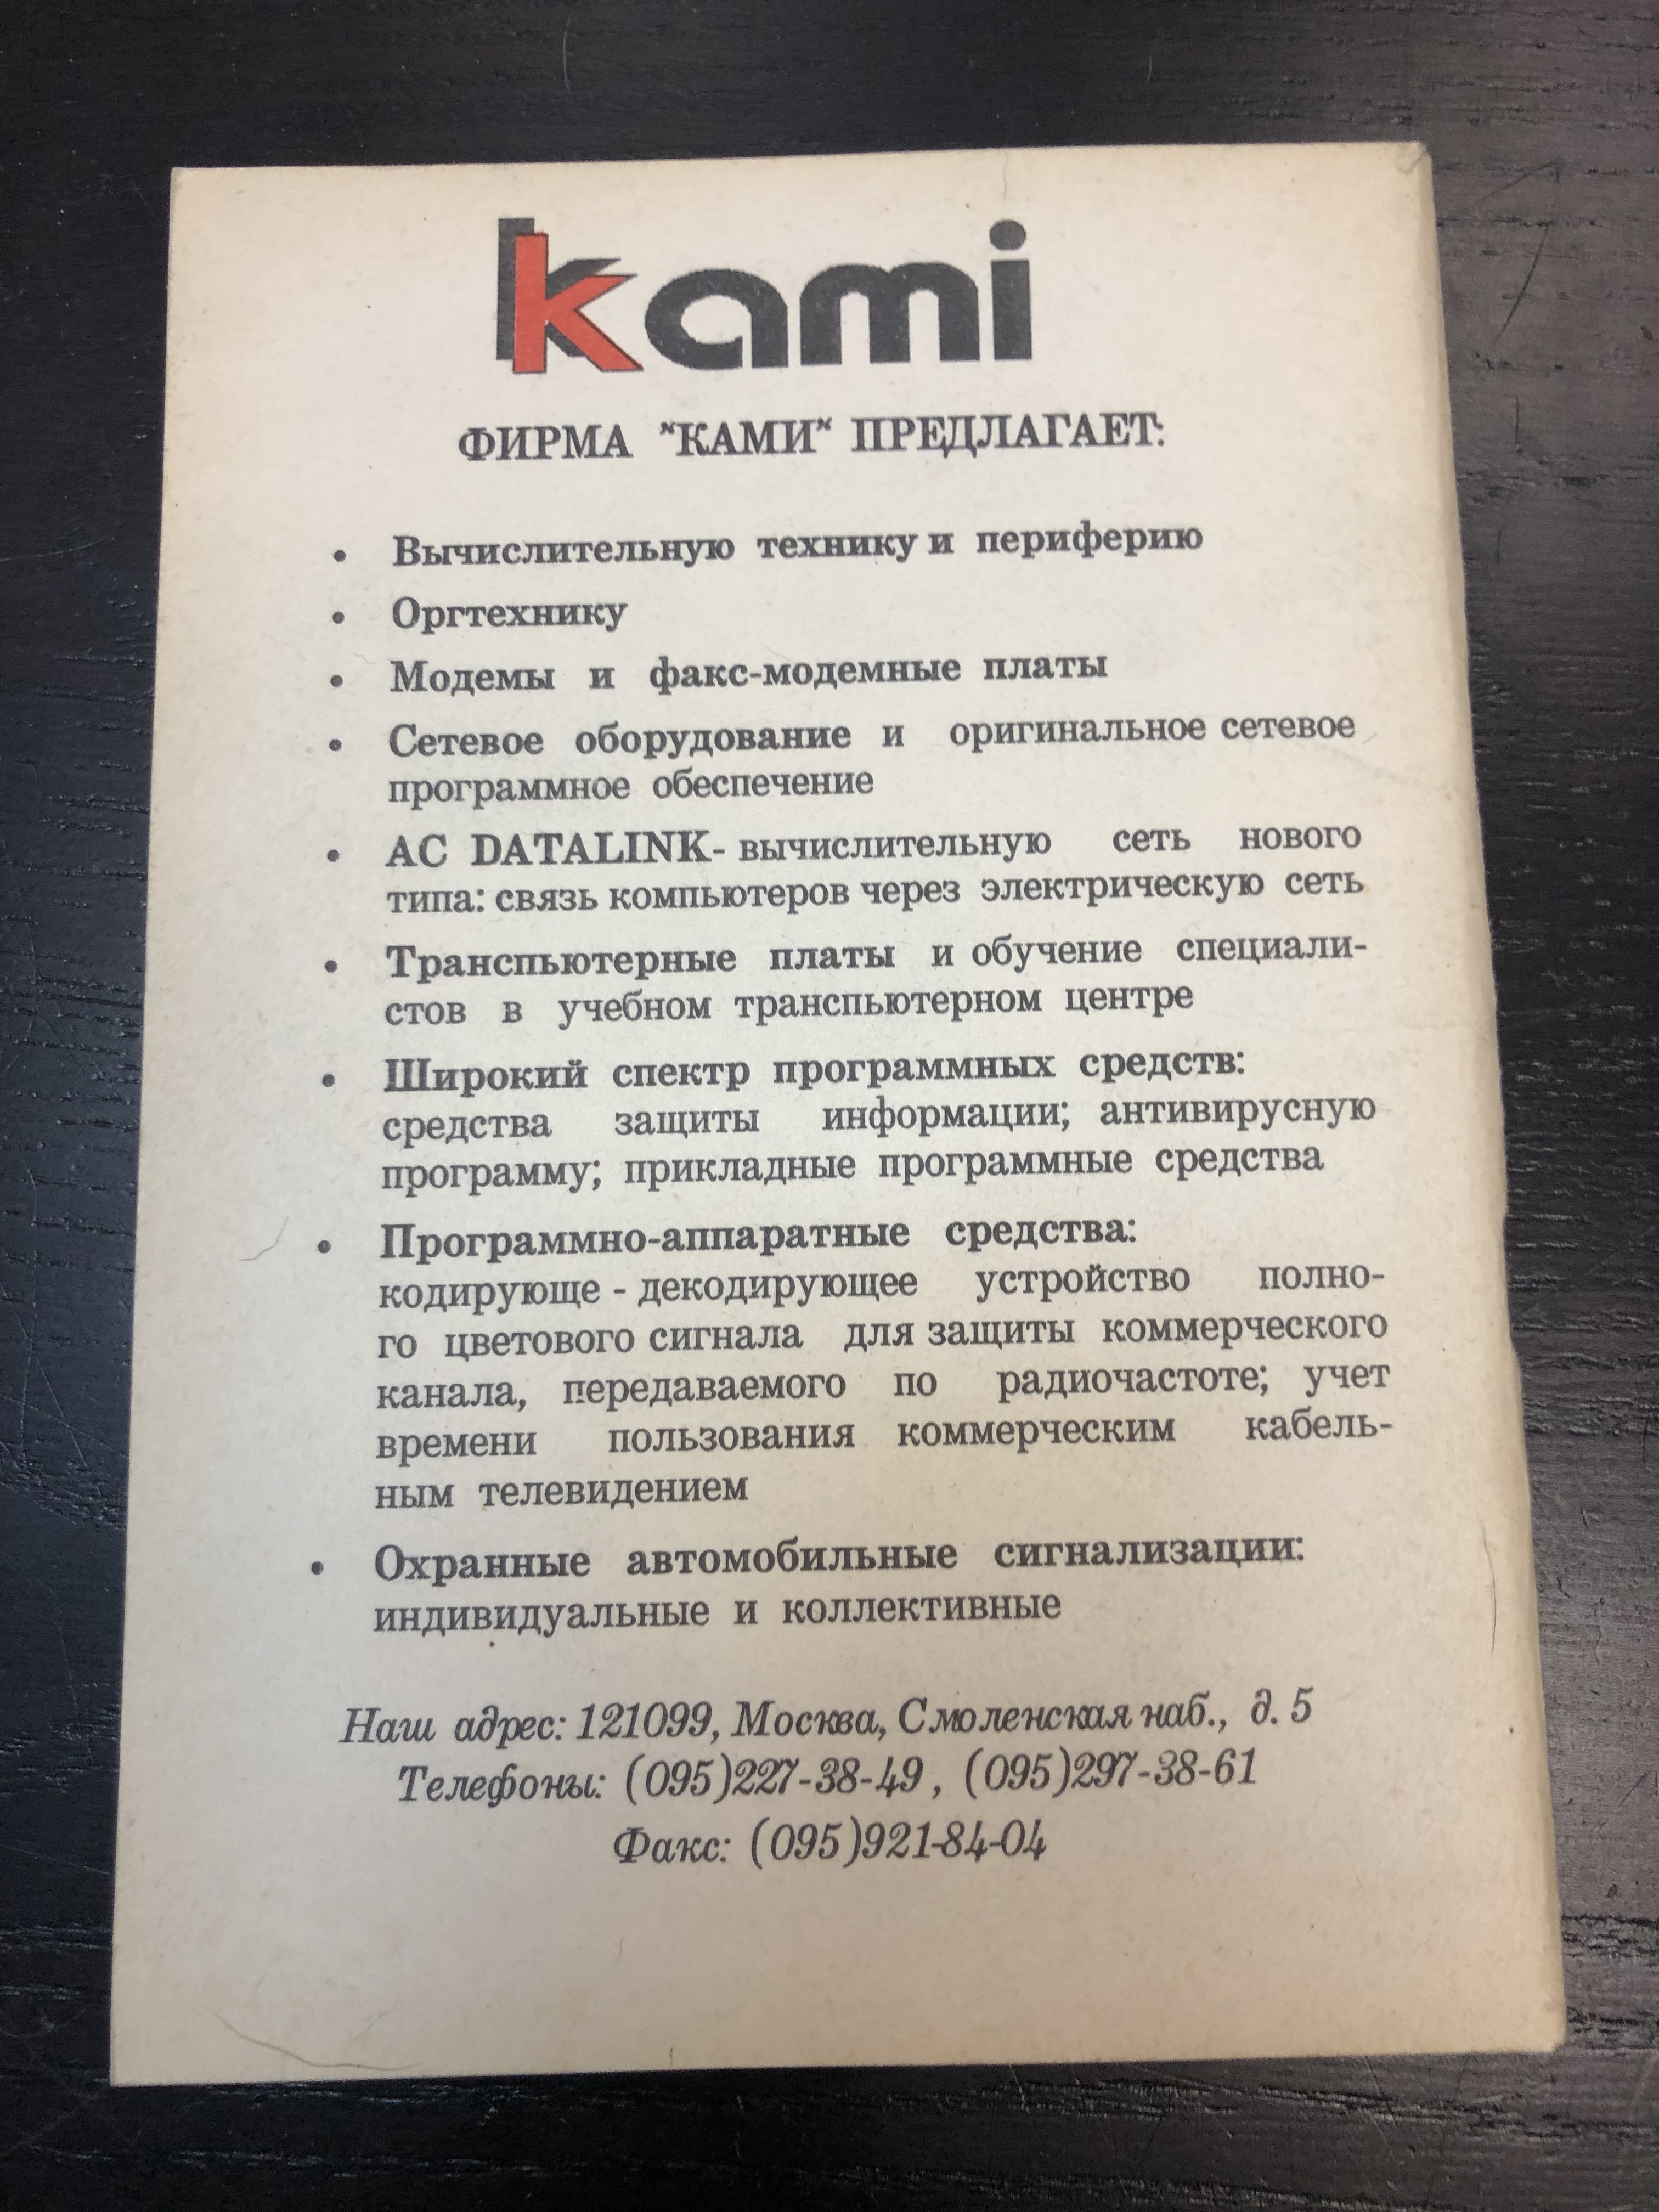 kami
ФИРМА "КАМИ" ПРЕДЛАГАЕТ:
• Вычислительную технику и периферию
• Оргтехнику
• Модемы и факс-модемные платы
• Сетевое оборудование и оригинальное сетевое
программное обеспечение
• AC DATALINK- вычислительную сеть нового
типа: связь компьютеров через электрическую сеть
• Транспьютерные платы и обучение специали-
стов в учебном транспьютерном центре
• Широкий спектр программных средств:
средства защиты информации; антивирусную
программу; прикладные программные средства
• Программно-аппаратные средства:
кодирующе - декодирующее устройство полно-
го цветового сигнала для защиты коммерческого
канала, передаваемого по радиочастоте; учет
времени пользования коммерческим кабель-
ным телевидением
• Охранные автомобильные сигнализации:
индивидуальные и коллективные
Наш адрес: 121099, Москва, Смоленская наб., д. 5
Телефоны: (095)227-38-49, (095)297-38-61
Факс: (095)921-84-04